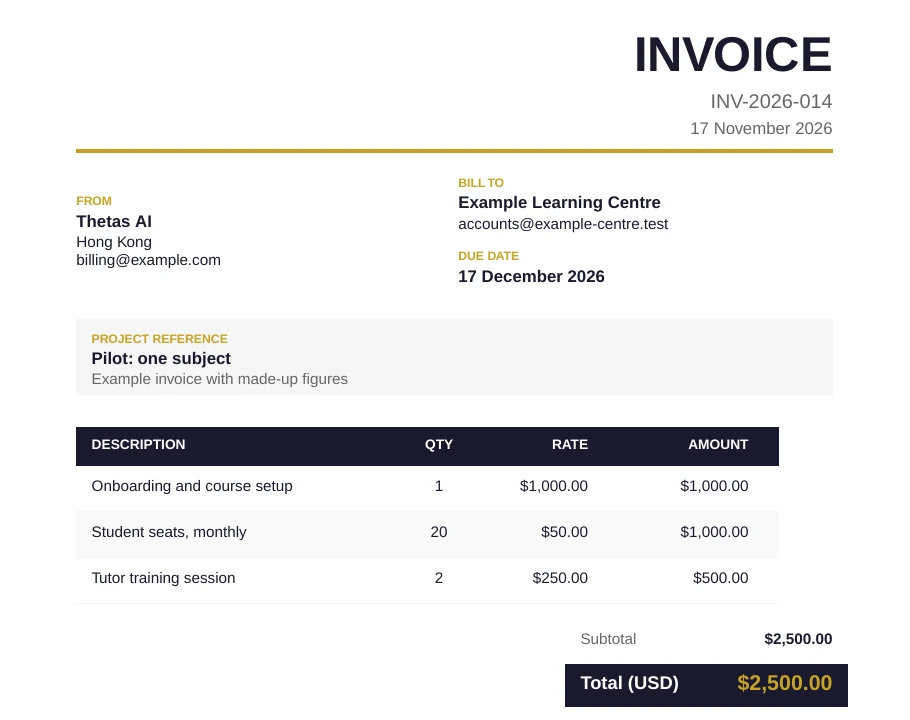 INVOICE
INV-2026-014
17 November 2026
FROM
Thetas AI
Hong Kong
billing@example.com
BILL TO
Example Learning Centre
accounts@example-centre.test
DUE DATE
17 December 2026
PROJECT REFERENCE
Pilot: one subject
Example invoice with made-up figures
DESCRIPTION QTY RATE AMOUNT
Onboarding and course setup 1 $1,000.00 $1,000.00
Student seats, monthly 20 $50.00 $1,000.00
Tutor training session 2 $250.00 $500.00
Subtotal $2,500.00
Total (USD) $2,500.00